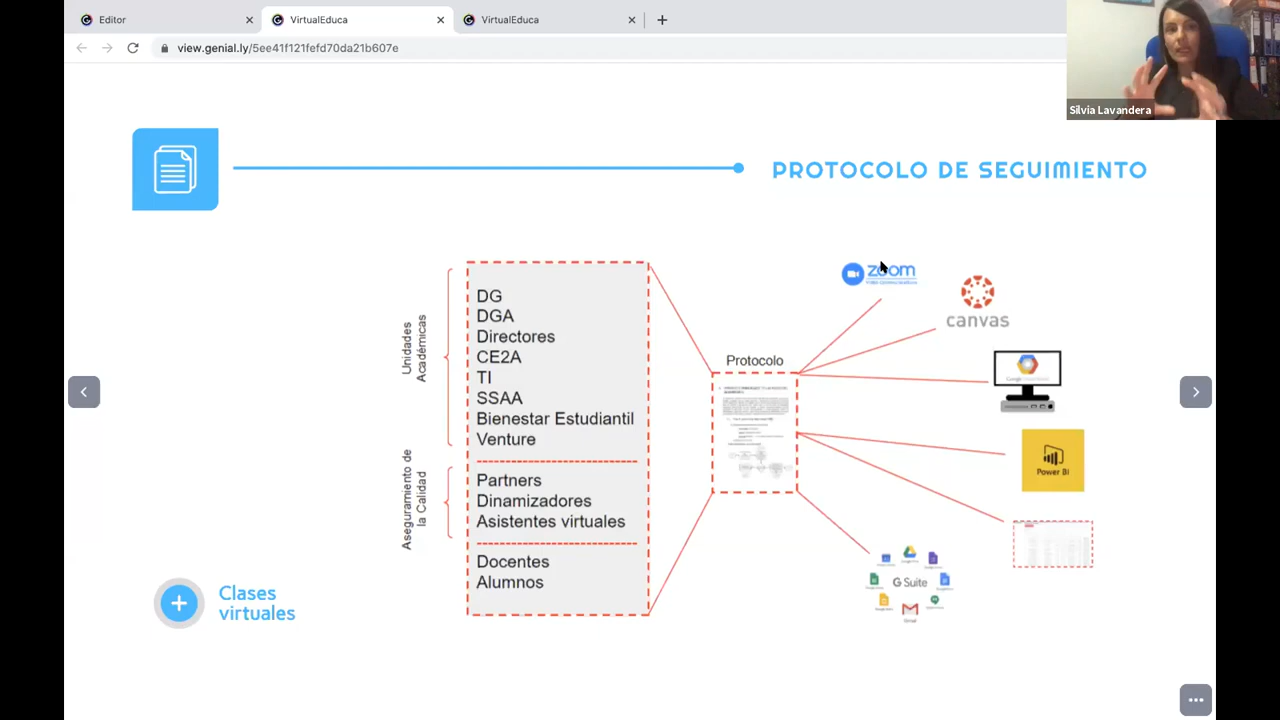 Editor
VirtualEduca
VirtualEduca
view.genial.ly/5ee41f121fefd70da21b607e
Silvia Lavandera
PROTOCOLO DE SEGUIMIENTO
Unidades
Académicas
DG
DGA
Directores
CE2A
TI
SSAA
Bienestar Estudiantil
Venture
Aseguramiento de
la Calidad
Partners
Dinamizadores
Asistentes virtuales
Docentes
Alumnos
Protocolo
zoom
canvas
Power BI
G Suite
Gmail
Clases
virtuales